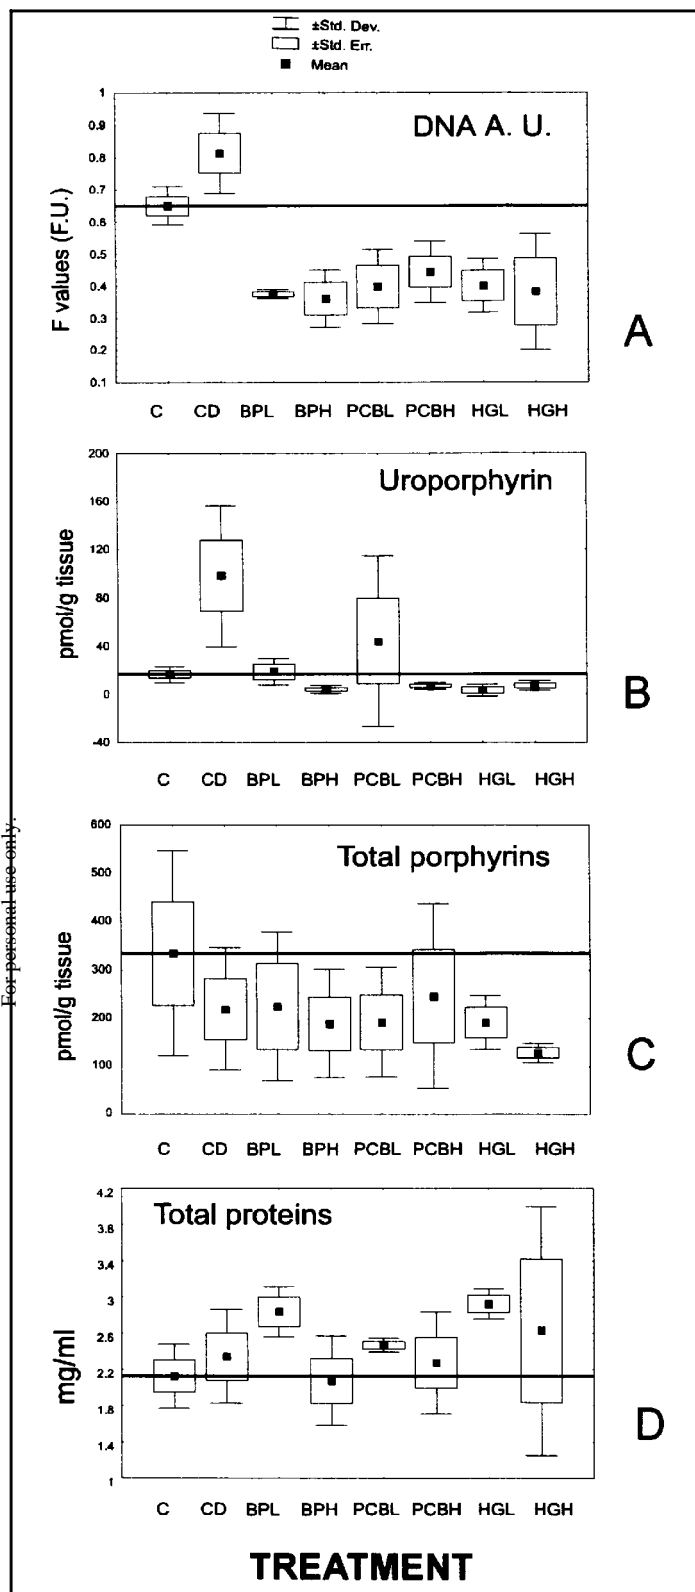 ±Std. Dev.
±Std. Err.
Mean
DNA A. U.
F values (F.U.)
1
0.9
0.8
0.7
0.6
0.5
0.4
0.3
0.2
0.1
C CD BPL BPH PCBL PCBH HGL HGH
A
Uroporphyrin
pmol/g tissue
200
160
120
80
40
0
-40
C CD BPL BPH PCBL PCBH HGL HGH
B
For personal use only.
Total porphyrins
pmol/g tissue
600
500
400
300
200
100
0
C CD BPL BPH PCBL PCBH HGL HGH
C
Total proteins
mg/ml
4.2
3.8
3.4
3
2.6
2.2
1.8
1.4
1
C CD BPL BPH PCBL PCBH HGL HGH
D
TREATMENT